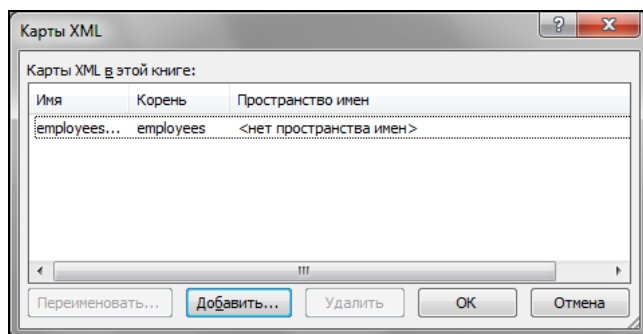 Карты XML
Карты XML в этой книге:
Имя Корень Пространство имен
employees... employees <нет пространства имен>
Переименовать... Добавить... Удалить ОК Отмена